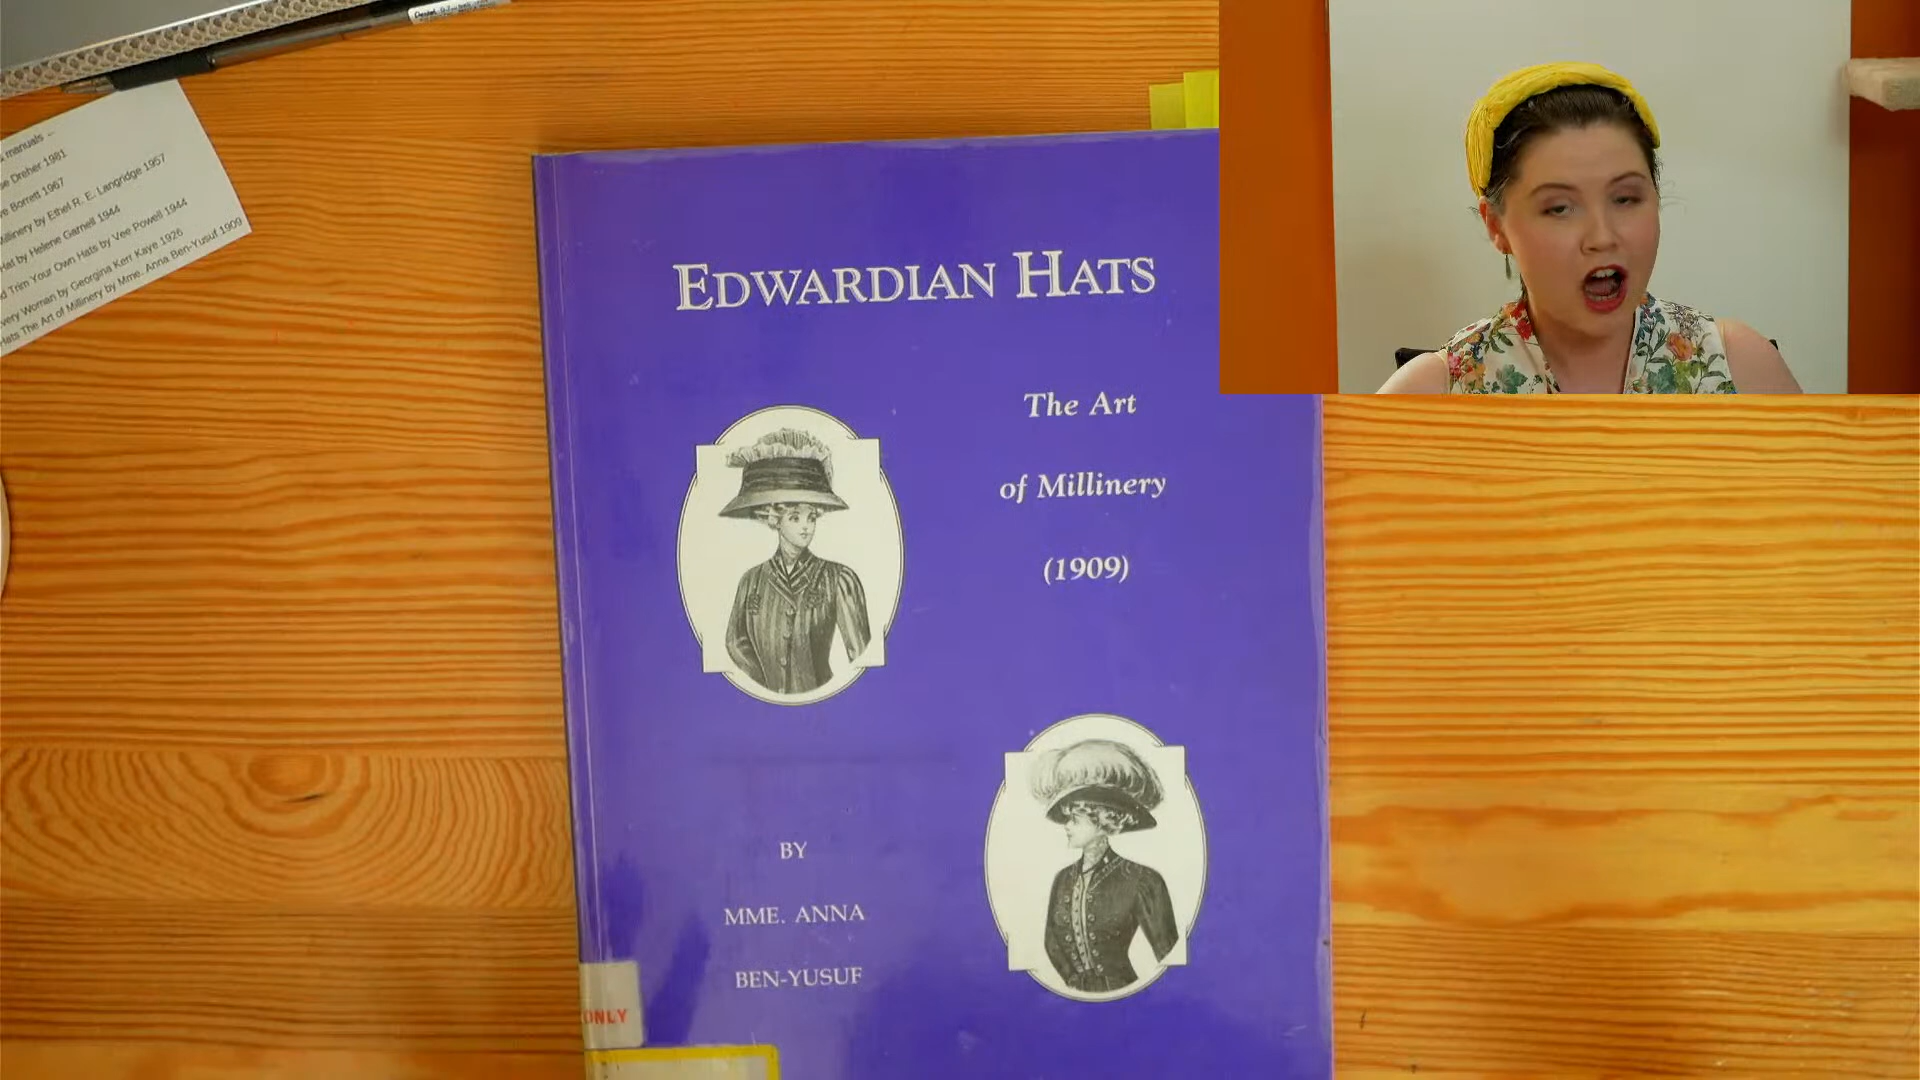 manuals
Dreher 1981
Borrett 1967
Millinery by Ethel R. E. Langridge 1957
Hat by Helene Garnell 1944
Trim Your Own Hats by Vee Powell 1944
Every Woman by Georgina Kerr Kaye 1926
Hats The Art of Millinery by Mme. Anna Ben-Yusuf 1909
EDWARDIAN HATS
The Art
of Millinery
(1909)
BY
MME. ANNA
BEN-YUSUF
ONLY